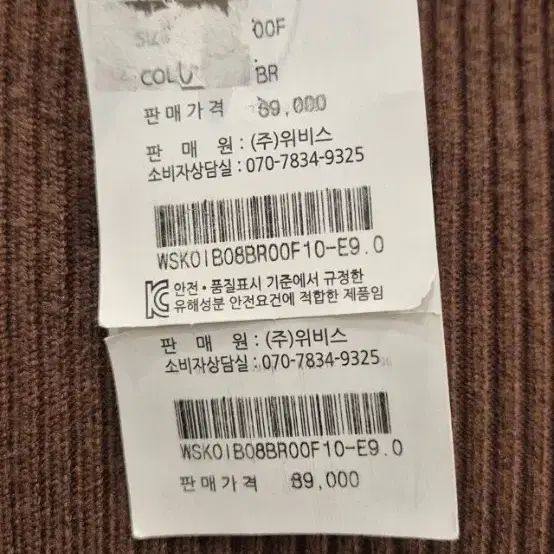 SIZ 00F
COLO BR
판매가격 89,000
판 매 원 : (주)위비스
소비자상담실 : 070-7834-9325
WSK0IB08BR00F10-E9.0
안전·품질표시 기준에서 규정한
유해성분 안전요건에 적합한 제품임
판 매 원 : (주)위비스
소비자상담실 : 070-7834-9325
WSK0IB08BR00F10-E9.0
판매가격 89,000